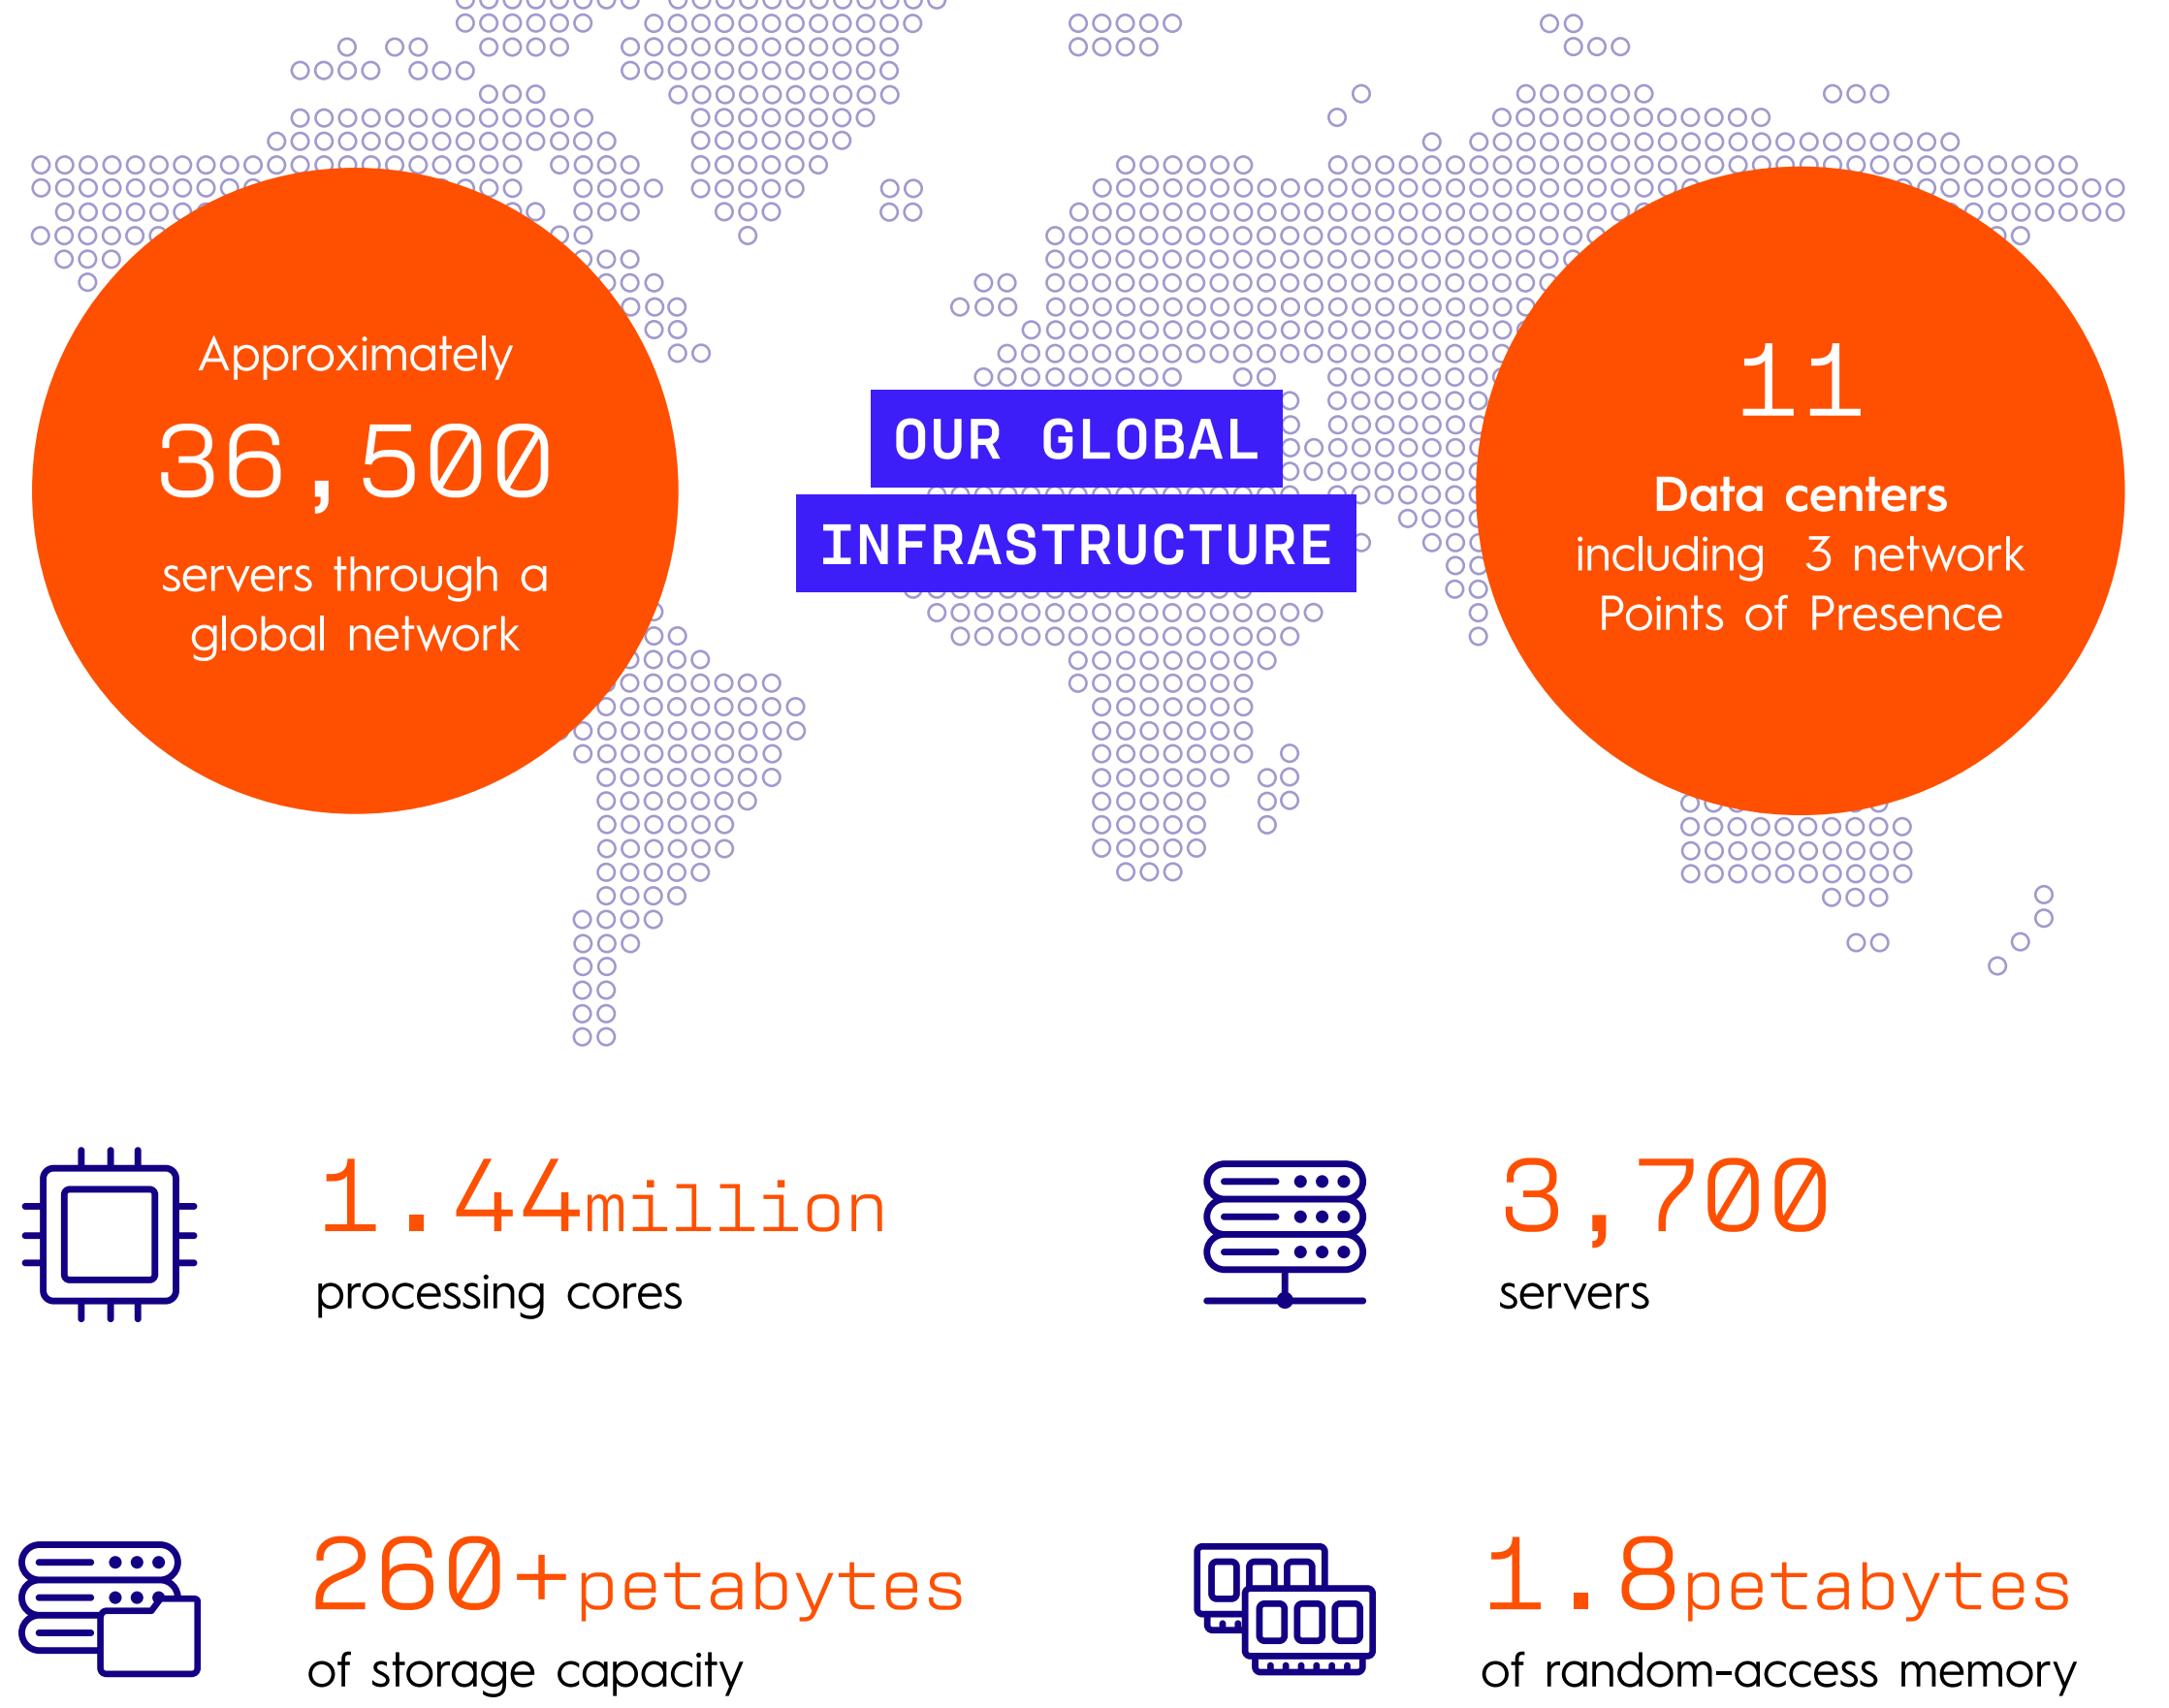 Approximately
36,500
servers through a
global network
OUR GLOBAL
INFRASTRUCTURE
11
Data centers
including 3 network
Points of Presence
1.44million
processing cores
3,700
servers
260+petabytes
of storage capacity
1.8petabytes
of random-access memory